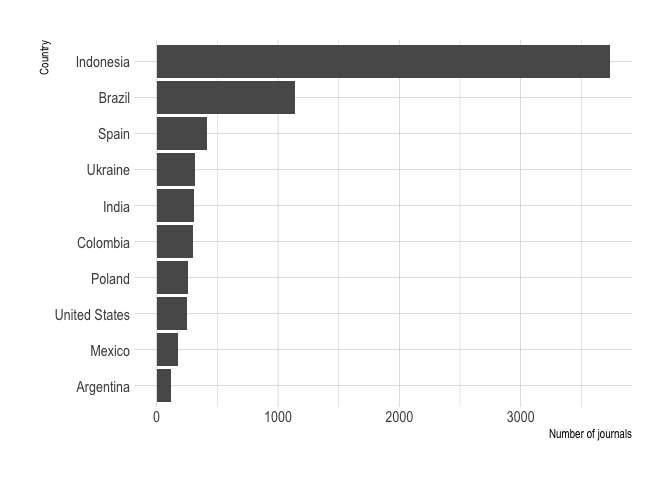 Country
Indonesia
Brazil
Spain
Ukraine
India
Colombia
Poland
United States
Mexico
Argentina
0 1000 2000 3000
Number of journals